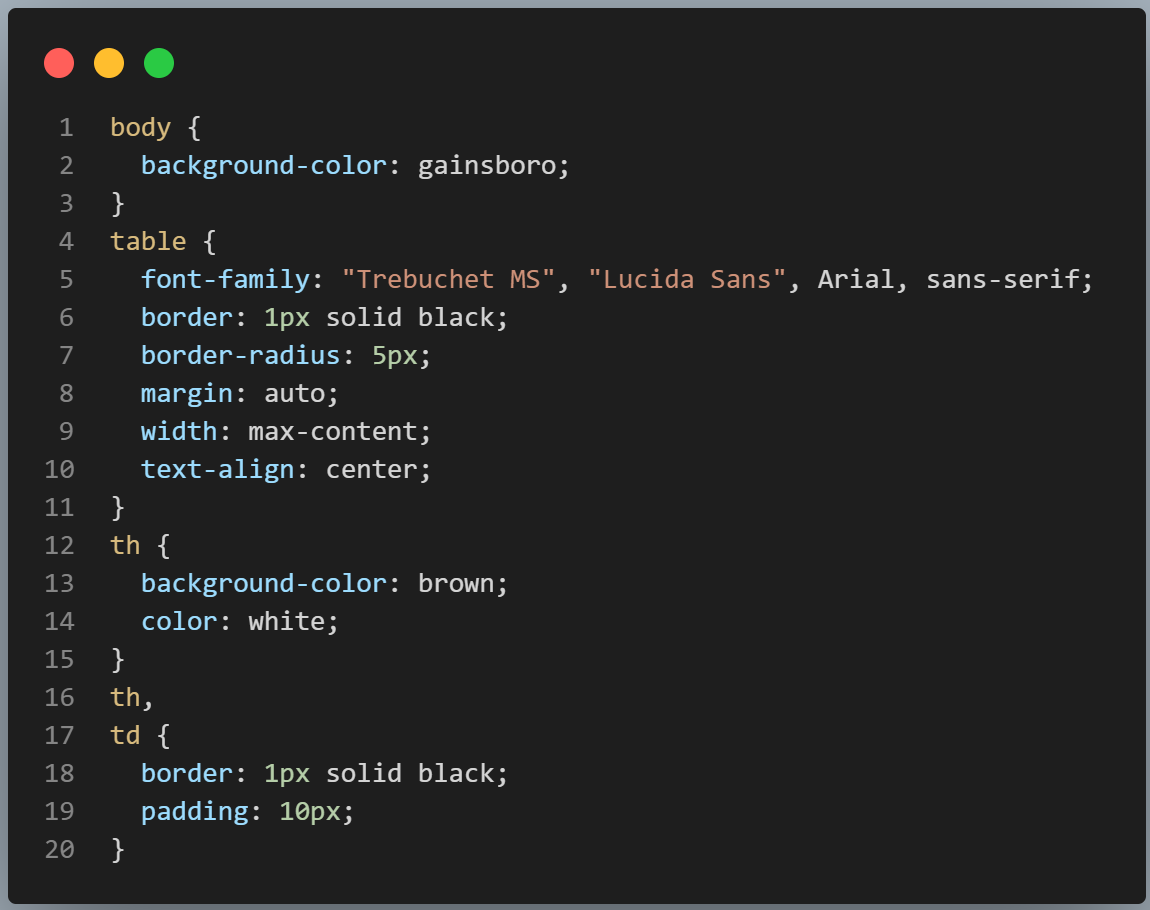 1 body {
2   background-color: gainsboro;
3 }
4 table {
5   font-family: "Trebuchet MS", "Lucida Sans", Arial, sans-serif;
6   border: 1px solid black;
7   border-radius: 5px;
8   margin: auto;
9   width: max-content;
10   text-align: center;
11 }
12 th {
13   background-color: brown;
14   color: white;
15 }
16 th,
17 td {
18   border: 1px solid black;
19   padding: 10px;
20 }